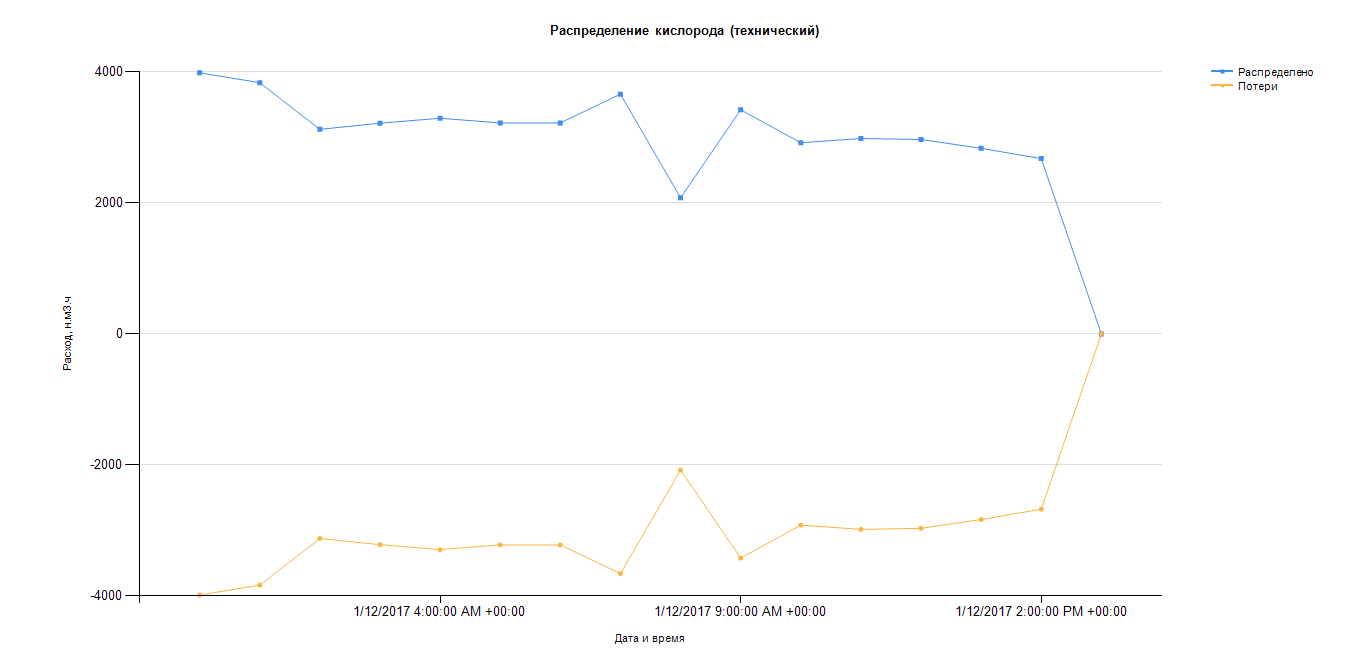 Распределение кислорода (технический)
4000
2000
0
-2000
-4000
Расход, н.м3.ч
1/12/2017 4:00:00 AM +00:00
1/12/2017 9:00:00 AM +00:00
1/12/2017 2:00:00 PM +00:00
Дата и время
Распределено
Потери